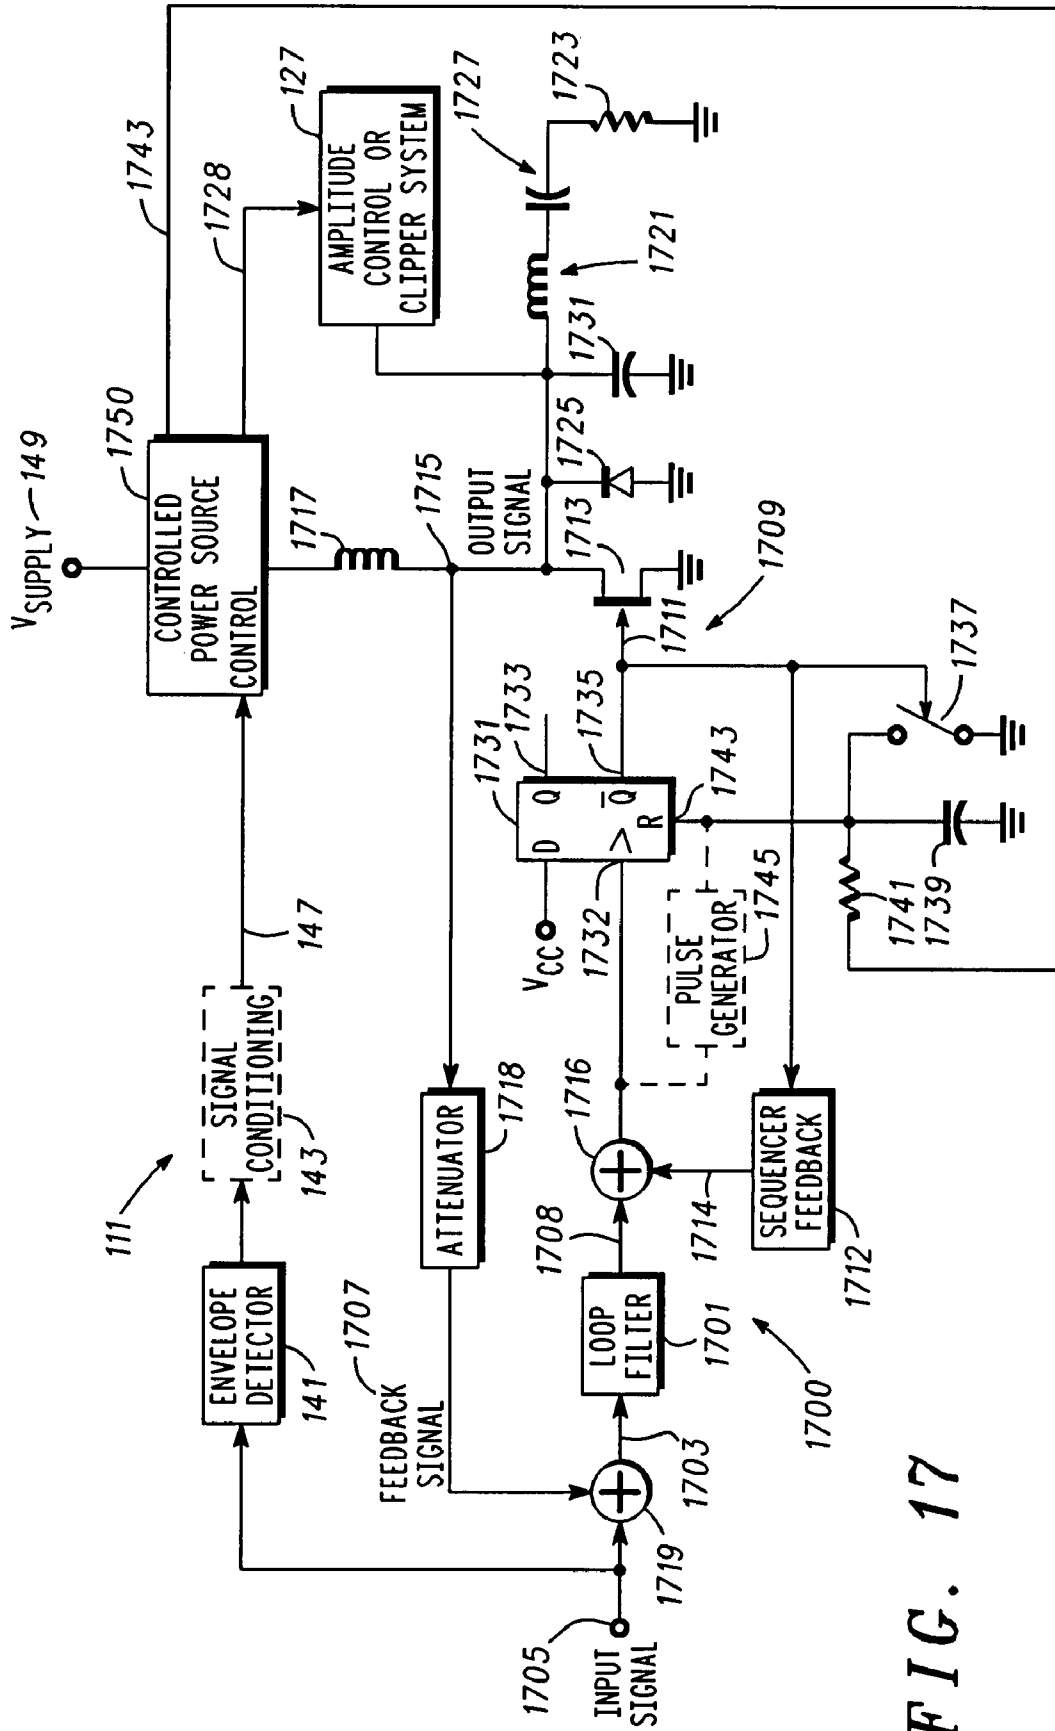 V_SUPPLY 149
1750
CONTROLLED
POWER SOURCE
CONTROL
1743
1728
127
AMPLITUDE
CONTROL OR
CLIPPER SYSTEM
1727
1723
1721
1731
1725
1713
1717
1715
OUTPUT
SIGNAL
147
111
SIGNAL
CONDITIONING
143
ENVELOPE
DETECTOR
141
ATTENUATOR
1718
1707
FEEDBACK
SIGNAL
1709
1711
1731
1733
1735
D Q
Q̅
>
R
1743
V_CC
1732
PULSE
GENERATOR
1745
1737
1741
1739
1716
1708
1714
SEQUENCER
FEEDBACK
1712
LOOP
FILTER
1701
1700
1703
1719
1705
INPUT
SIGNAL
FIG. 17